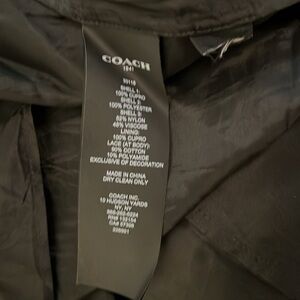 COACH
1941
SHELL 1:
100% CUPRO
SHELL 2:
100% POLYESTER
SHELL 3:
52% NYLON
48% VISCOSE
LINING:
100% CUPRO
LACE (AT BODY):
90% COTTON
10% POLYAMIDE
EXCLUSIVE OF DECORATION
MADE IN CHINA
DRY CLEAN ONLY
COACH INC.
10 HUDSON YARDS
NY, NY